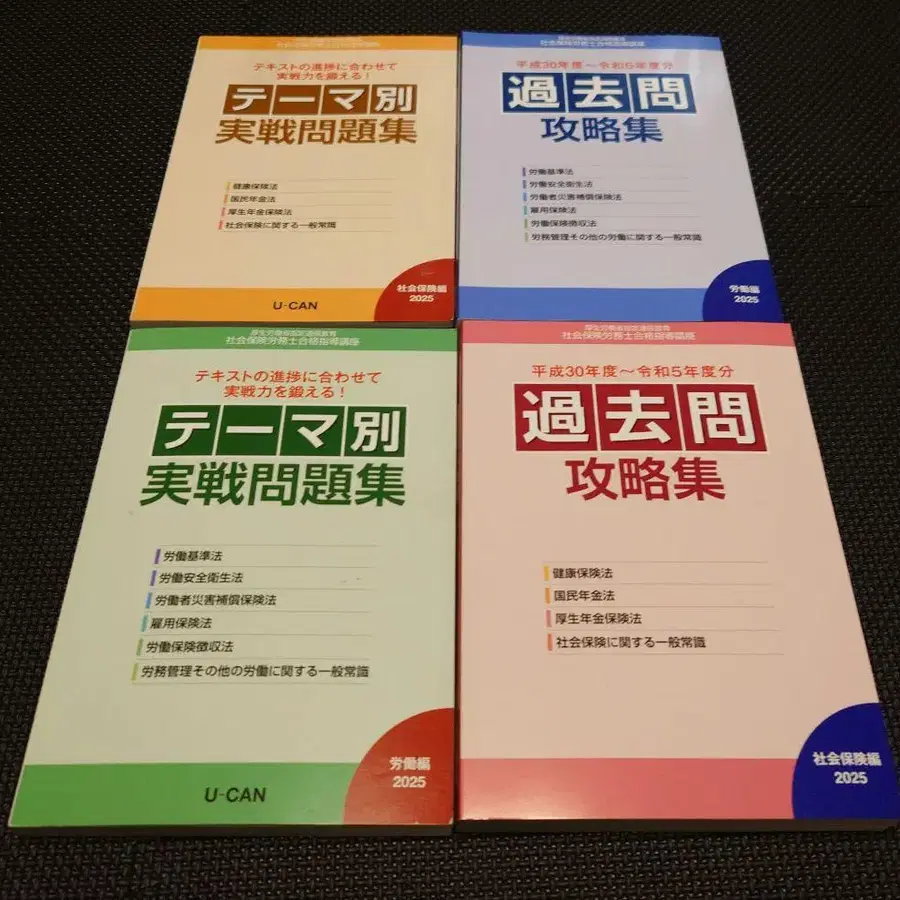 社会保険労務士合格指導講座
テキストの進捗に合わせて
実戦力を鍛える!
テーマ別
実戦問題集
健康保険法
国民年金法
厚生年金保険法
社会保険に関する一般常識
社会保険編
2025
U-CAN
社会保険労務士合格指導講座
平成30年度~令和5年度分
過去問
攻略集
労働基準法
労働安全衛生法
労働者災害補償保険法
雇用保険法
労働保険徴収法
労務管理その他の労働に関する一般常識
労働編
2025
厚生労働省指定通信教育
社会保険労務士合格指導講座
テキストの進捗に合わせて
実戦力を鍛える!
テーマ別
実戦問題集
労働基準法
労働安全衛生法
労働者災害補償保険法
雇用保険法
労働保険徴収法
労務管理その他の労働に関する一般常識
労働編
2025
U-CAN
厚生労働省指定通信教育
社会保険労務士合格指導講座
平成30年度~令和5年度分
過去問
攻略集
健康保険法
国民年金法
厚生年金保険法
社会保険に関する一般常識
社会保険編
2025